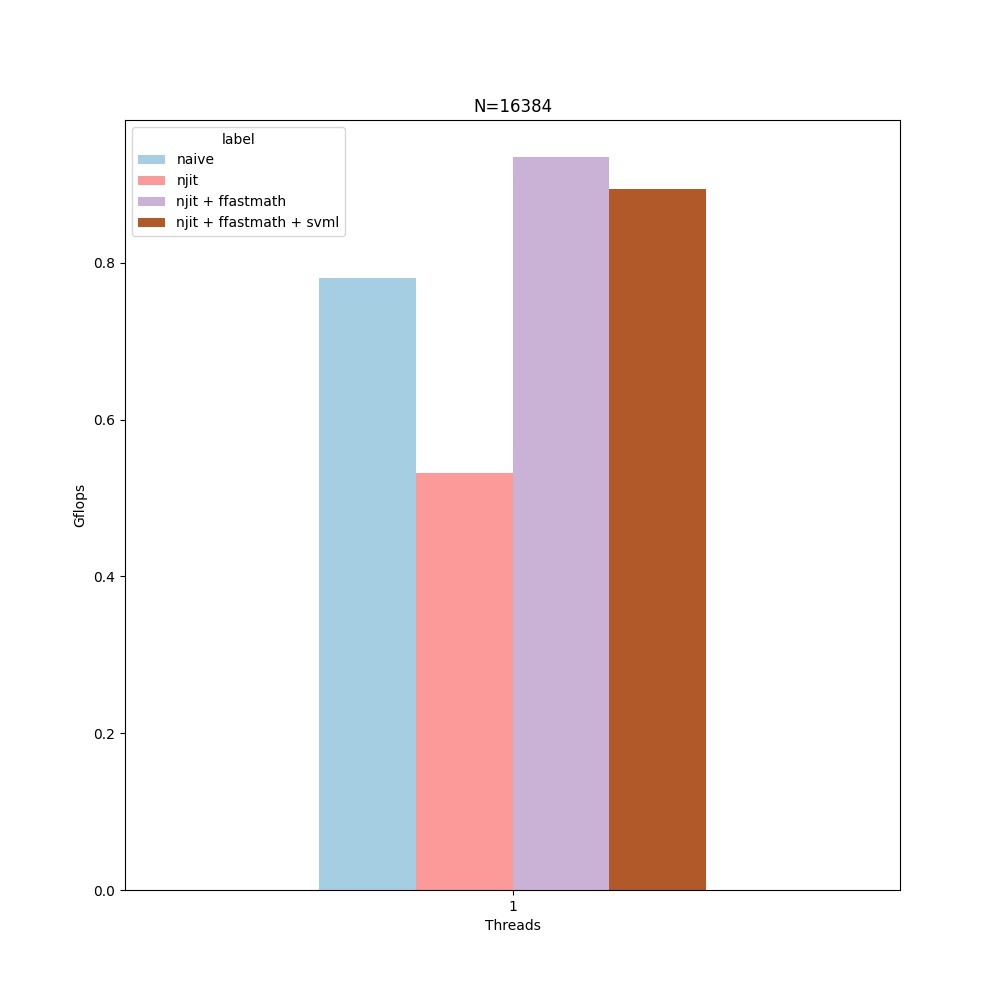 N=16384
label
naive
njit
njit + ffastmath
njit + ffastmath + svml
0.8
0.6
0.4
0.2
0.0
Gflops
1
Threads